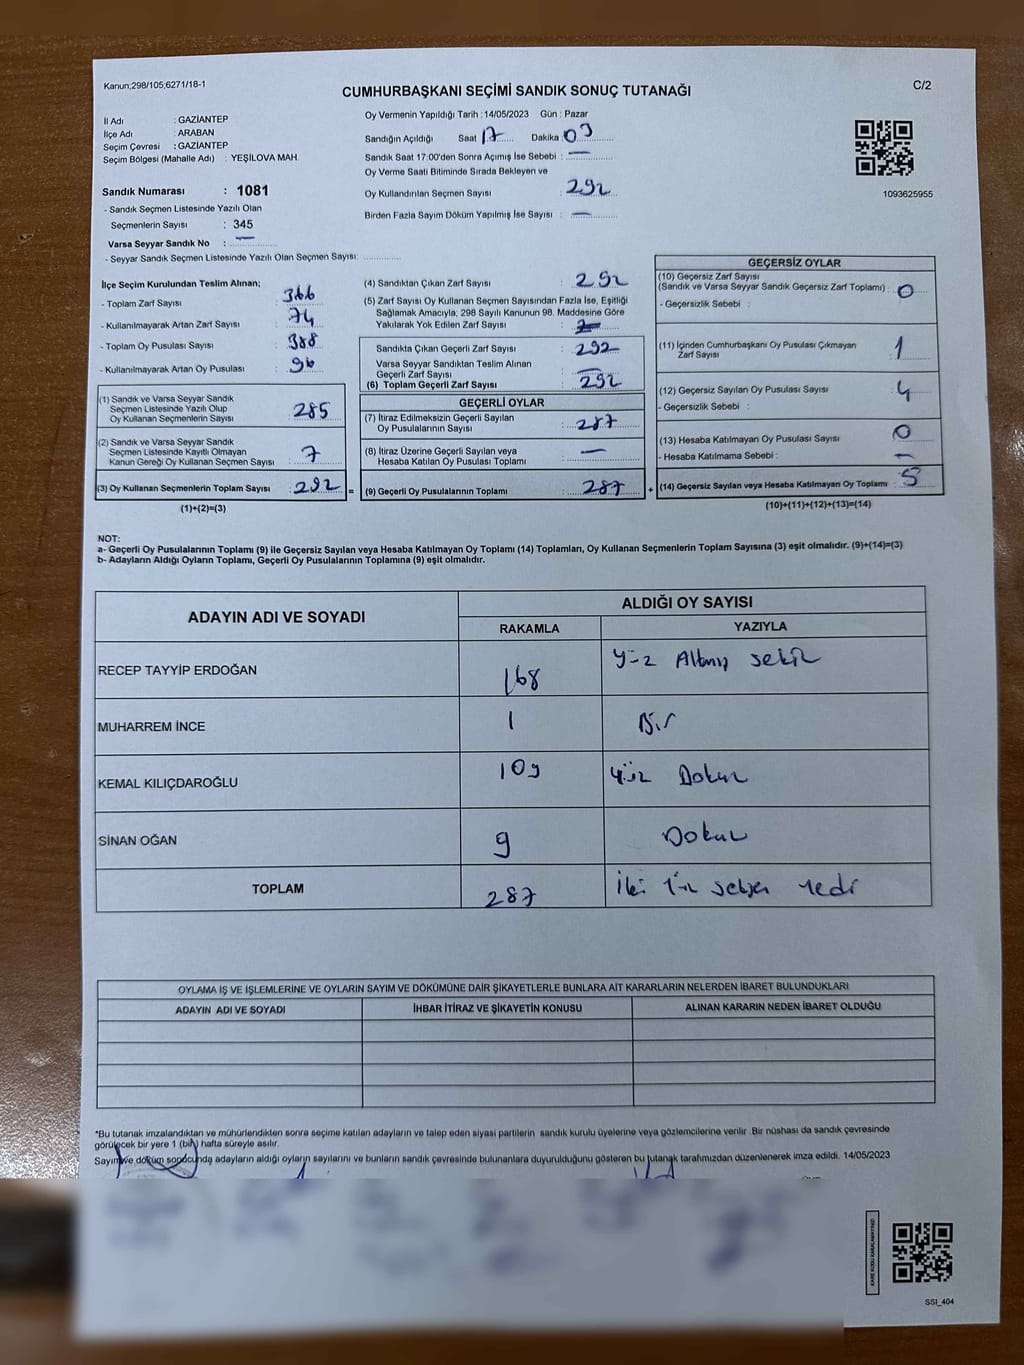 Kanun;298/105;6271/18-1
CUMHURBAŞKANI SEÇİMİ SANDIK SONUÇ TUTANAĞI
C/2
İl Adı : GAZİANTEP
İlçe Adı : ARABAN
Seçim Çevresi : GAZİANTEP
Seçim Bölgesi (Mahalle Adı) : YEŞİLOVA MAH.
Sandık Numarası : 1081
- Sandık Seçmen Listesinde Yazılı Olan
Seçmenlerin Sayısı : 345
Varsa Seyyar Sandık No : —
- Seyyar Sandık Seçmen Listesinde Yazılı Olan Seçmen Sayısı:
Oy Vermenin Yapıldığı Tarih : 14/05/2023 Gün : Pazar
Sandığın Açıldığı Saat 17 Dakika 09
Sandık Saat 17:00'den Sonra Açımış İse Sebebi : —
Oy Verme Saati Bitiminde Sırada Bekleyen ve
Oy Kullandırılan Seçmen Sayısı : 292
Birden Fazla Sayım Döküm Yapılmış İse Sayısı : —
1093625955
İlçe Seçim Kurulundan Teslim Alınan;
- Toplam Zarf Sayısı : 366
- Kullanılmayarak Artan Zarf Sayısı : 74
- Toplam Oy Pusulası Sayısı : 388
- Kullanılmayarak Artan Oy Pusulası : 96
(1) Sandık ve Varsa Seyyar Sandık
Seçmen Listesinde Yazılı Olup
Oy Kullanan Seçmenlerin Sayısı : 285
(2) Sandık ve Varsa Seyyar Sandık
Seçmen Listesinde Kayıtlı Olmayan
Kanun Gereği Oy Kullanan Seçmen Sayısı : 7
(3) Oy Kullanan Seçmenlerin Toplam Sayısı : 292 =
(1)+(2)=(3)
(4) Sandıktan Çıkan Zarf Sayısı : 292
(5) Zarf Sayısı Oy Kullanan Seçmen Sayısından Fazla İse, Eşitliği
Sağlamak Amacıyla; 298 Sayılı Kanunun 98. Maddesine Göre
Yakılarak Yok Edilen Zarf Sayısı :
Sandıkta Çıkan Geçerli Zarf Sayısı : 292
Varsa Seyyar Sandıktan Teslim Alınan
Geçerli Zarf Sayısı : —
(6) Toplam Geçerli Zarf Sayısı : 292
GEÇERLİ OYLAR
(7) İtiraz Edilmeksizin Geçerli Sayılan
Oy Pusulalarının Sayısı : 287
(8) İtiraz Üzerine Geçerli Sayılan veya
Hesaba Katılan Oy Pusulası Toplamı : —
(9) Geçerli Oy Pusulalarının Toplamı : 287 +
GEÇERSİZ OYLAR
(10) Geçersiz Zarf Sayısı
(Sandık ve Varsa Seyyar Sandık Geçersiz Zarf Toplamı) : 0
- Geçersizlik Sebebi :
(11) İçinden Cumhurbaşkanı Oy Pusulası Çıkmayan
Zarf Sayısı : 1
(12) Geçersiz Sayılan Oy Pusulası Sayısı : 4
- Geçersizlik Sebebi :
(13) Hesaba Katılmayan Oy Pusulası Sayısı : 0
- Hesaba Katılmama Sebebi : —
(14) Geçersiz Sayılan veya Hesaba Katılmayan Oy Toplamı : 5
(10)+(11)+(12)+(13)=(14)
NOT:
a- Geçerli Oy Pusulalarının Toplamı (9) ile Geçersiz Sayılan veya Hesaba Katılmayan Oy Toplamı (14) Toplamları, Oy Kullanan Seçmenlerin Toplam Sayısına (3) eşit olmalıdır. (9)+(14)=(3)
b- Adayların Aldığı Oyların Toplamı, Geçerli Oy Pusulalarının Toplamına (9) eşit olmalıdır.
ADAYIN ADI VE SOYADI
ALDIĞI OY SAYISI
RAKAMLA YAZIYLA
RECEP TAYYİP ERDOĞAN 168 Yüz Altmış sekiz
MUHARREM İNCE 1 Bir
KEMAL KILIÇDAROĞLU 109 Yüz Dokuz
SİNAN OĞAN 9 Dokuz
TOPLAM 287 İki Yüz seksen Yedi
OYLAMA İŞ VE İŞLEMLERİNE VE OYLARIN SAYIM VE DÖKÜMÜNE DAİR ŞİKAYETLERLE BUNLARA AİT KARARLARIN NELERDEN İBARET BULUNDUKLARI
ADAYIN ADI VE SOYADI İHBAR İTİRAZ VE ŞİKAYETİN KONUSU ALINAN KARARIN NEDEN İBARET OLDUĞU
*Bu tutanak imzalandıktan ve mühürlendikten sonra seçime katılan adayların ve talep eden siyasi partilerin sandık kurulu üyelerine veya gözlemcilerine verilir .Bir nüshası da sandık çevresinde
görülecek bir yere 1 (bir) hafta süreyle asılır.
Sayım ve döküm sonucunda adayların aldığı oyların sayılarını ve bunların sandık çevresinde bulunanlara duyurulduğunu gösteren bu tutanak tarafımızdan düzenlenerek imza edildi. 14/05/2023
SSI_404